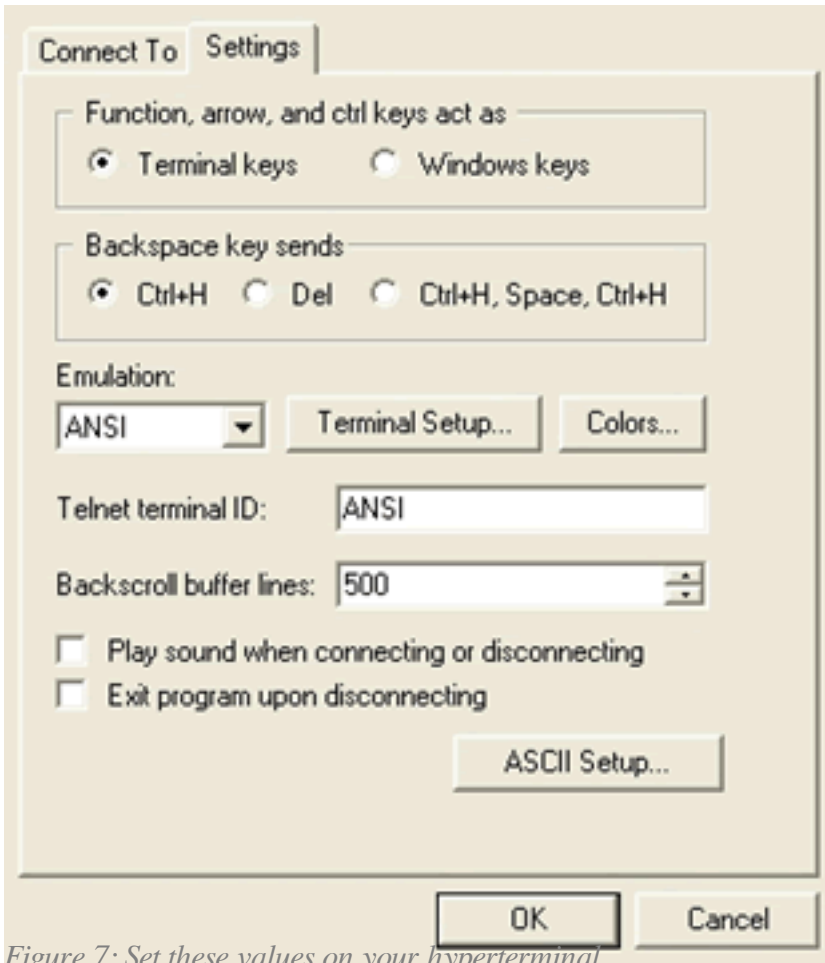 Connect To Settings
Function, arrow, and ctrl keys act as
Terminal keys Windows keys
Backspace key sends
Ctrl+H Del Ctrl+H, Space, Ctrl+H
Emulation:
ANSI Terminal Setup... Colors...
Telnet terminal ID: ANSI
Backscroll buffer lines: 500
Play sound when connecting or disconnecting
Exit program upon disconnecting
ASCII Setup...
OK Cancel
Figure 7: Set these values on your hyperterminal